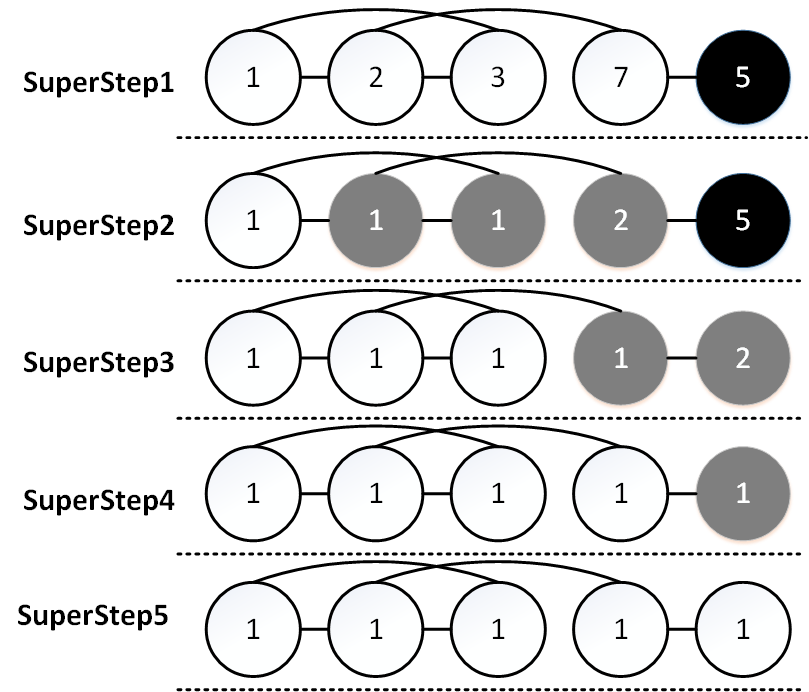 SuperStep1 1 2 3 7 5
SuperStep2 1 1 1 2 5
SuperStep3 1 1 1 1 2
SuperStep4 1 1 1 1 1
SuperStep5 1 1 1 1 1